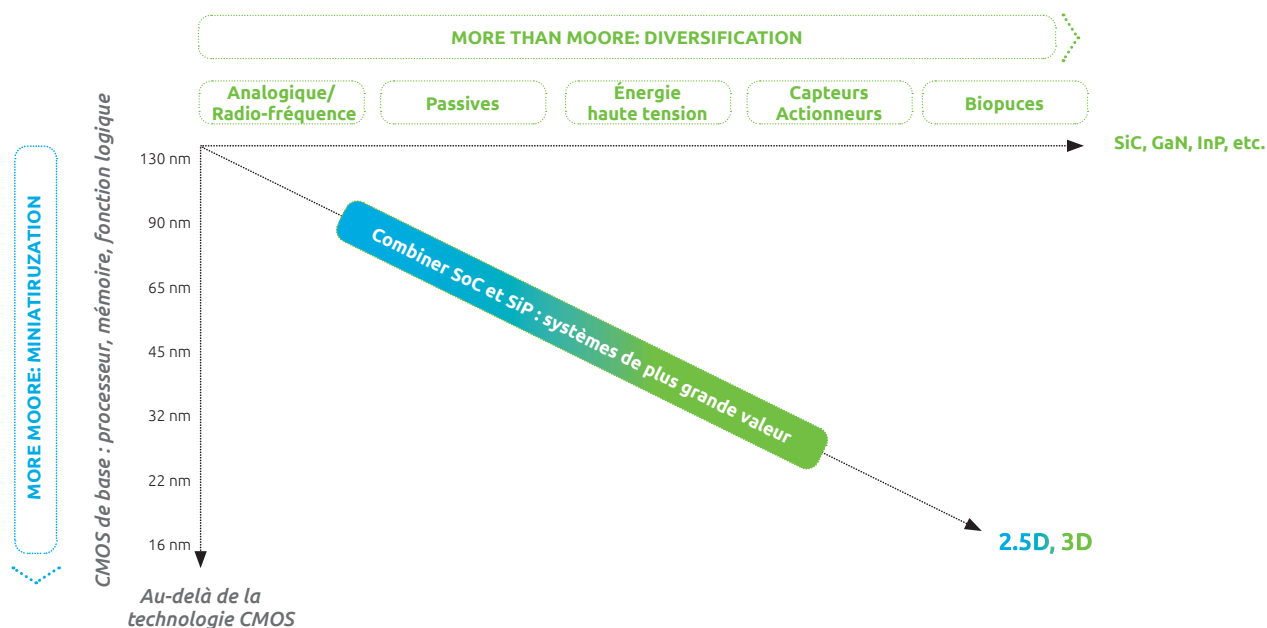 MORE THAN MOORE: DIVERSIFICATION
Analogique/
Radio-fréquence
Passives
Énergie
haute tension
Capteurs
Actionneurs
Biopuces
SiC, GaN, InP, etc.
MORE MOORE: MINIATIRUZATION
CMOS de base : processeur, mémoire, fonction logique
130 nm
90 nm
65 nm
45 nm
32 nm
22 nm
16 nm
Combiner SoC et SiP : systèmes de plus grande valeur
2.5D, 3D
Au-delà de la
technologie CMOS